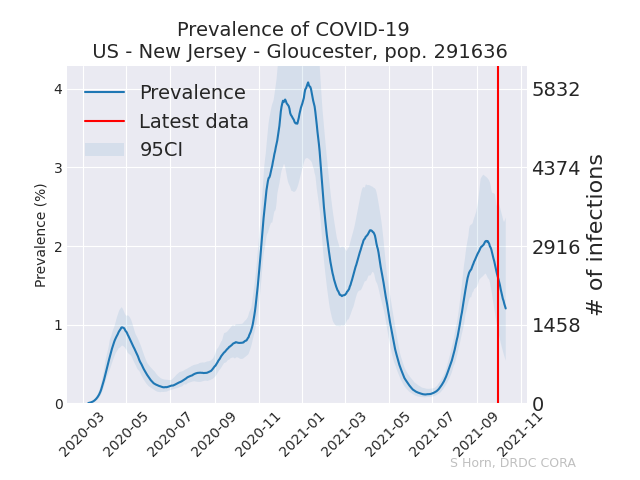 Prevalence of COVID-19
US - New Jersey - Gloucester, pop. 291636
Prevalence
Latest data
95CI
Prevalence (%)
4
3
2
1
0
5832
4374
2916
1458
0
# of infections
2020-03
2020-05
2020-07
2020-09
2020-11
2021-01
2021-03
2021-05
2021-07
2021-09
2021-11
S Horn, DRDC CORA